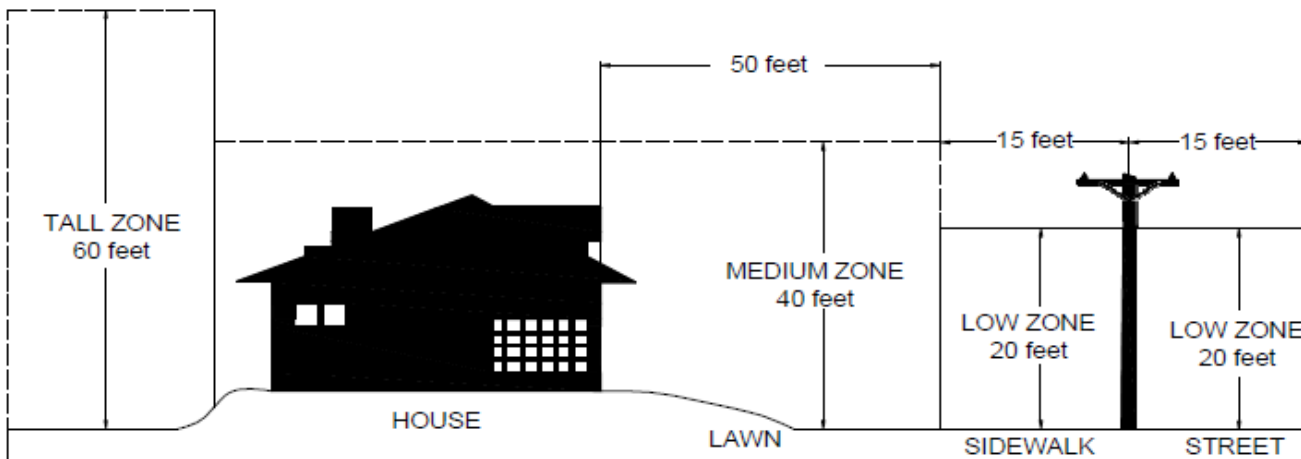 50 feet
15 feet
15 feet
TALL ZONE
60 feet
MEDIUM ZONE
40 feet
LOW ZONE
20 feet
LOW ZONE
20 feet
HOUSE
LAWN
SIDEWALK
STREET